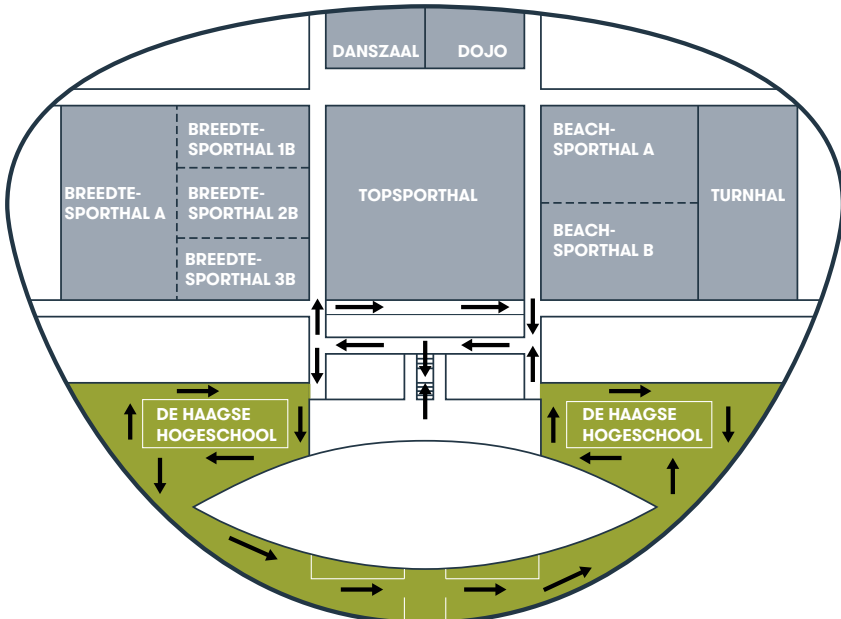 DANSZAAL
DOJO
BREEDTE-
SPORTHAL A
BREEDTE-
SPORTHAL 1B
BREEDTE-
SPORTHAL 2B
BREEDTE-
SPORTHAL 3B
TOPSPORTHAL
BEACH-
SPORTHAL A
BEACH-
SPORTHAL B
TURNHAL
DE HAAGSE
HOGESCHOOL
DE HAAGSE
HOGESCHOOL